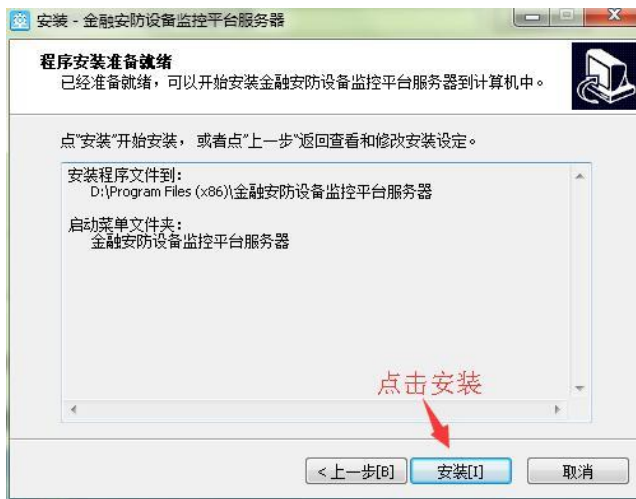 安装 - 金融安防设备监控平台服务器
程序安装准备就绪
已经准备就绪，可以开始安装金融安防设备监控平台服务器到计算机中。
点“安装”开始安装， 或者点“上一步”返回查看和修改安装设定。
安装程序文件到:
D:\Program Files (x86)\金融安防设备监控平台服务器
启动菜单文件夹:
金融安防设备监控平台服务器
点击安装
<上一步[B]
安装[I]
取消